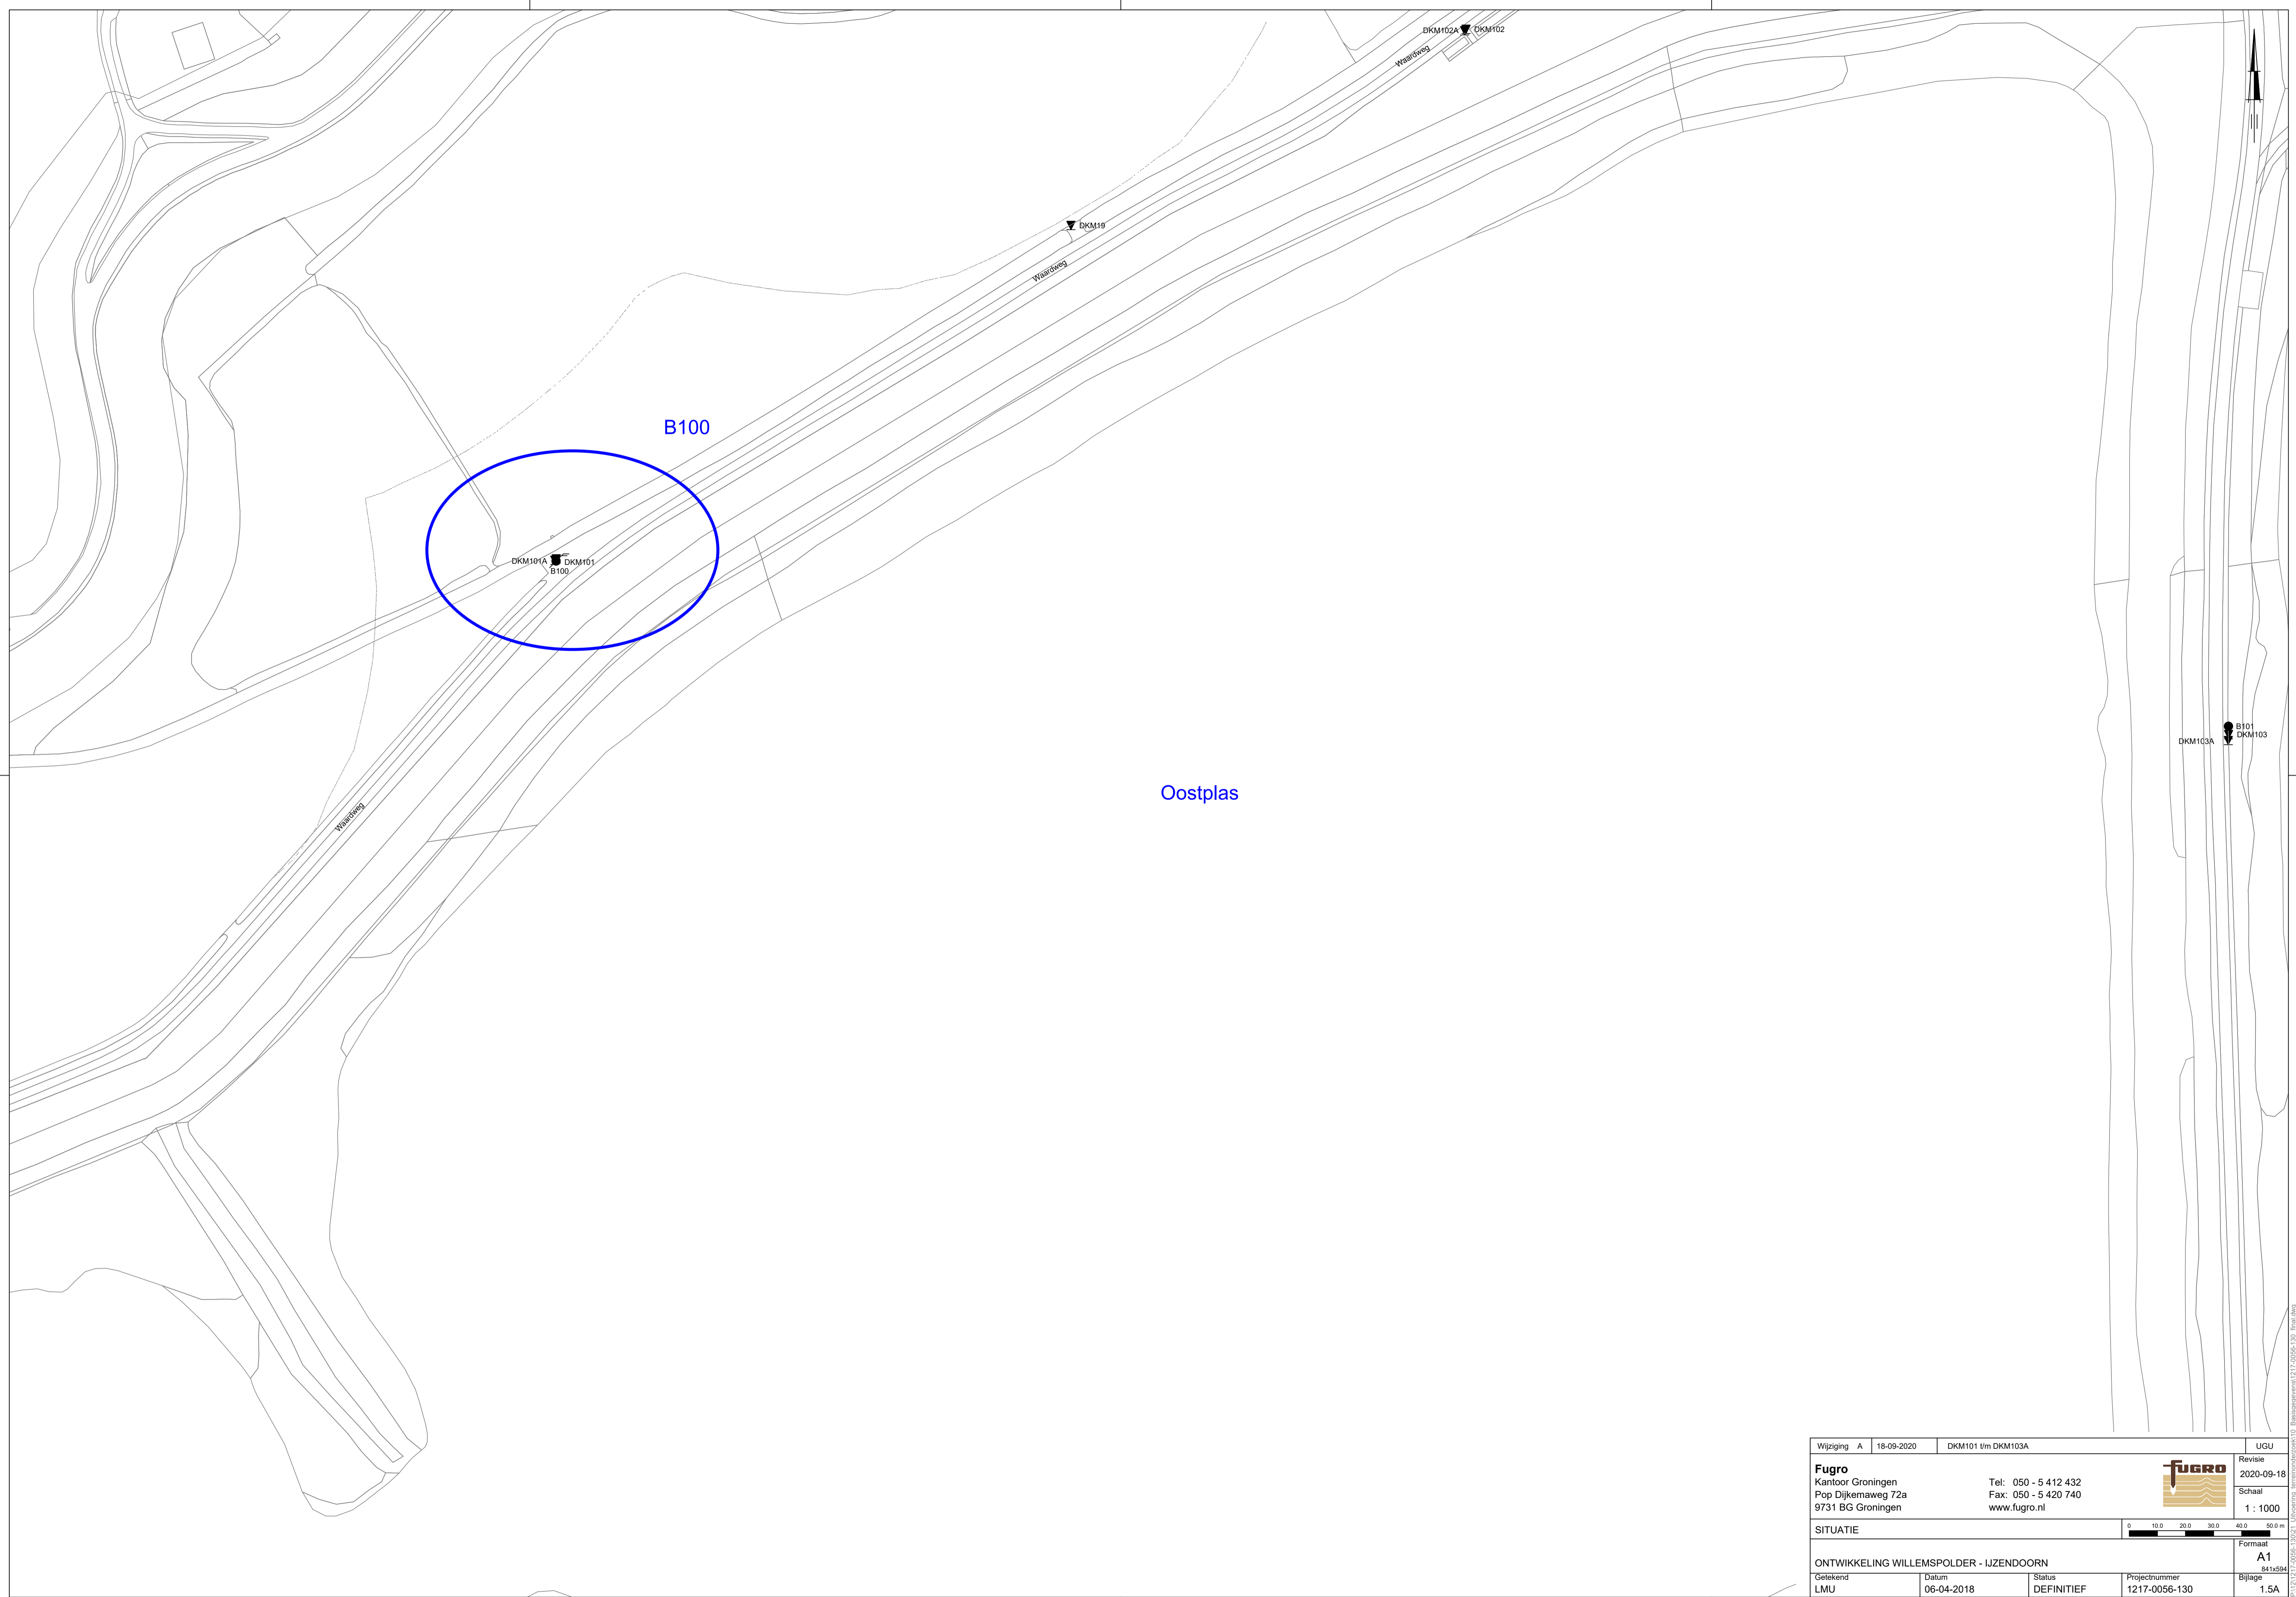 DKM102A DKM102
Waardweg
DKM19
Waardweg
B100
DKM101A DKM101
B100
B101
DKM103
DKM103A
Oostplas
Waardweg
Wijziging A 18-09-2020 DKM101 t/m DKM103A UGU
Fugro
Kantoor Groningen
Pop Dijkemaweg 72a
9731 BG Groningen
Tel: 050 - 5 412 432
Fax: 050 - 5 420 740
www.fugro.nl
FUGRO
Revisie
2020-09-18
Schaal
1 : 1000
SITUATIE
0 10.0 20.0 30.0 40.0 50.0 m
ONTWIKKELING WILLEMSPOLDER - IJZENDOORN
Formaat
A1
841x594
Getekend Datum Status Projectnummer Bijlage
LMU 06-04-2018 DEFINITIEF 1217-0056-130 1.5A